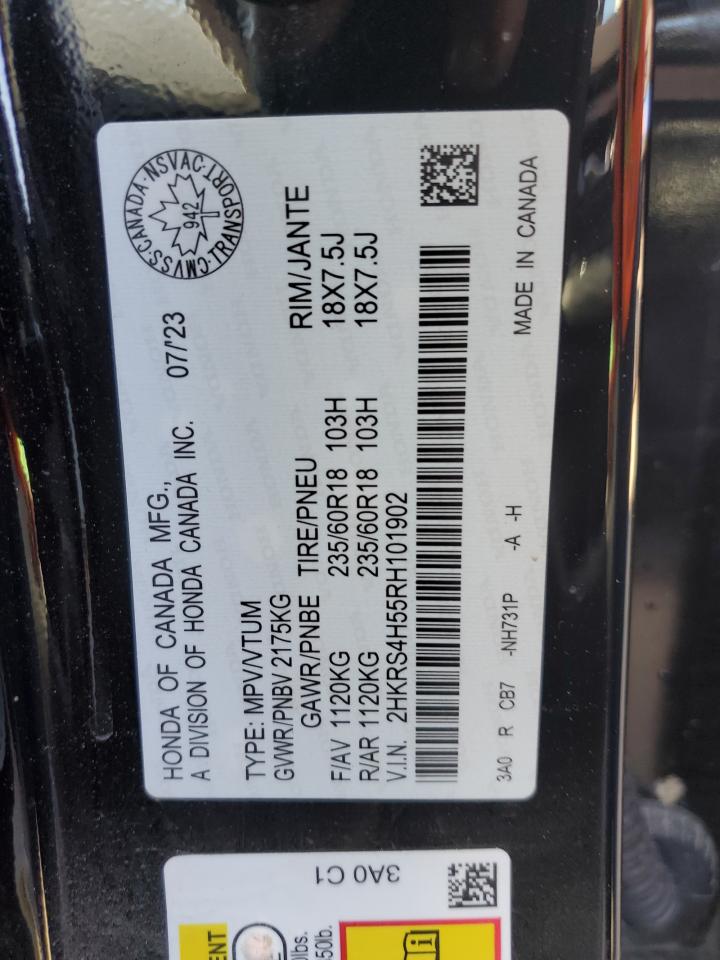 HONDA OF CANADA MFG.,
A DIVISION OF HONDA CANADA INC. 07/'23
CMVSS·CANADA·NSVAC·TRANSPORT·
942
TYPE: MPV/VTUM
GVWR/PNBV 2175KG
GAWR/PNBE TIRE/PNEU RIM/JANTE
F/AV 1120KG 235/60R18 103H 18X7.5J
R/AR 1120KG 235/60R18 103H 18X7.5J
V.I.N. 2HKRS4H55RH101902
3A0 R CB7 -NH731P -A -H MADE IN CANADA
3A0 C1